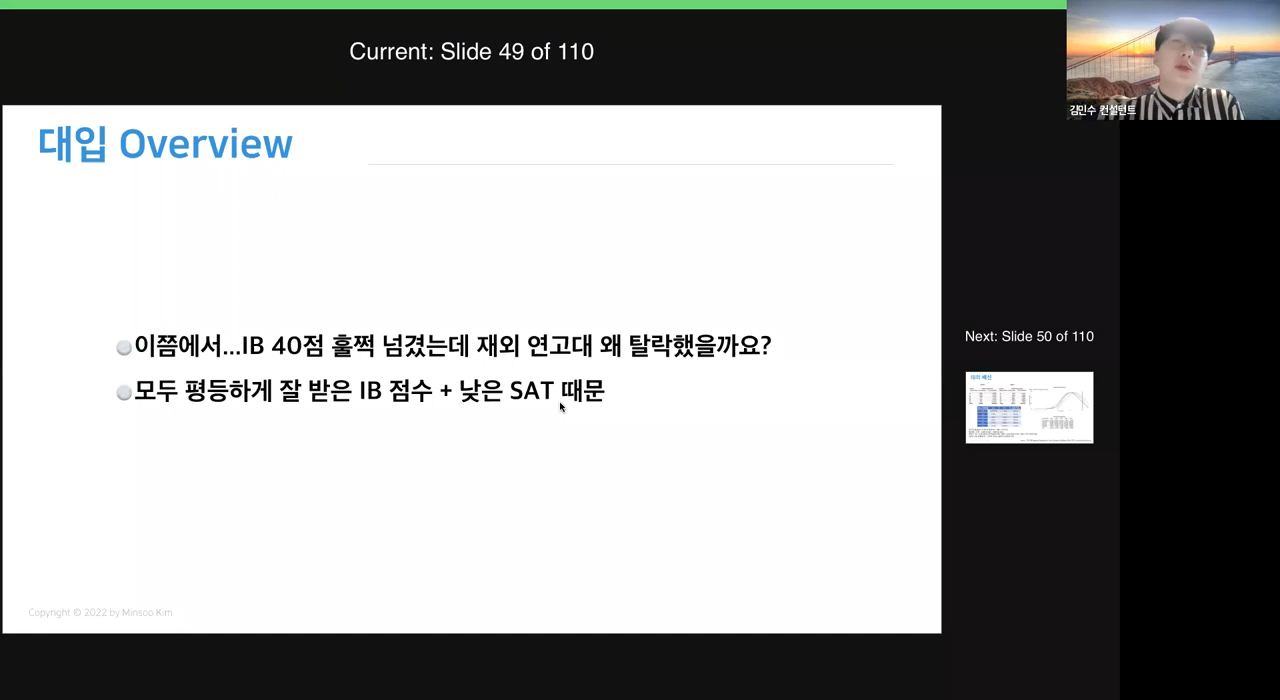 Current: Slide 49 of 110
김민수 컨설턴트
대입 Overview
이쯤에서...IB 40점 훌쩍 넘겼는데 재외 연고대 왜 탈락했을까요?
모두 평등하게 잘 받은 IB 점수 + 낮은 SAT 때문
Next: Slide 50 of 110
Copyright © 2022 by Minsoo Kim